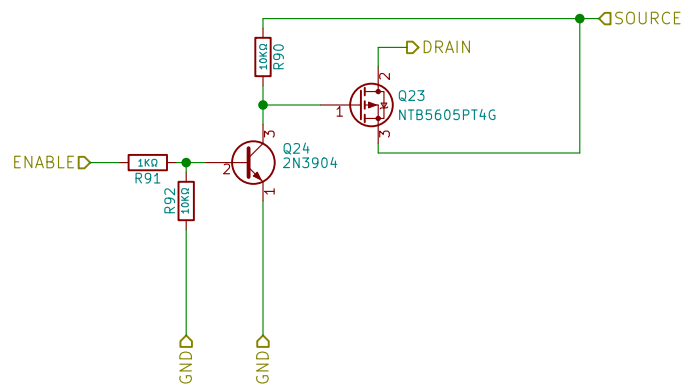 SOURCE
10KΩ
R90
DRAIN
2
Q23
NTB5605PT4G
1
3
3
Q24
2N3904
ENABLE
1KΩ
R91
2
1
R92
10KΩ
GND
GND